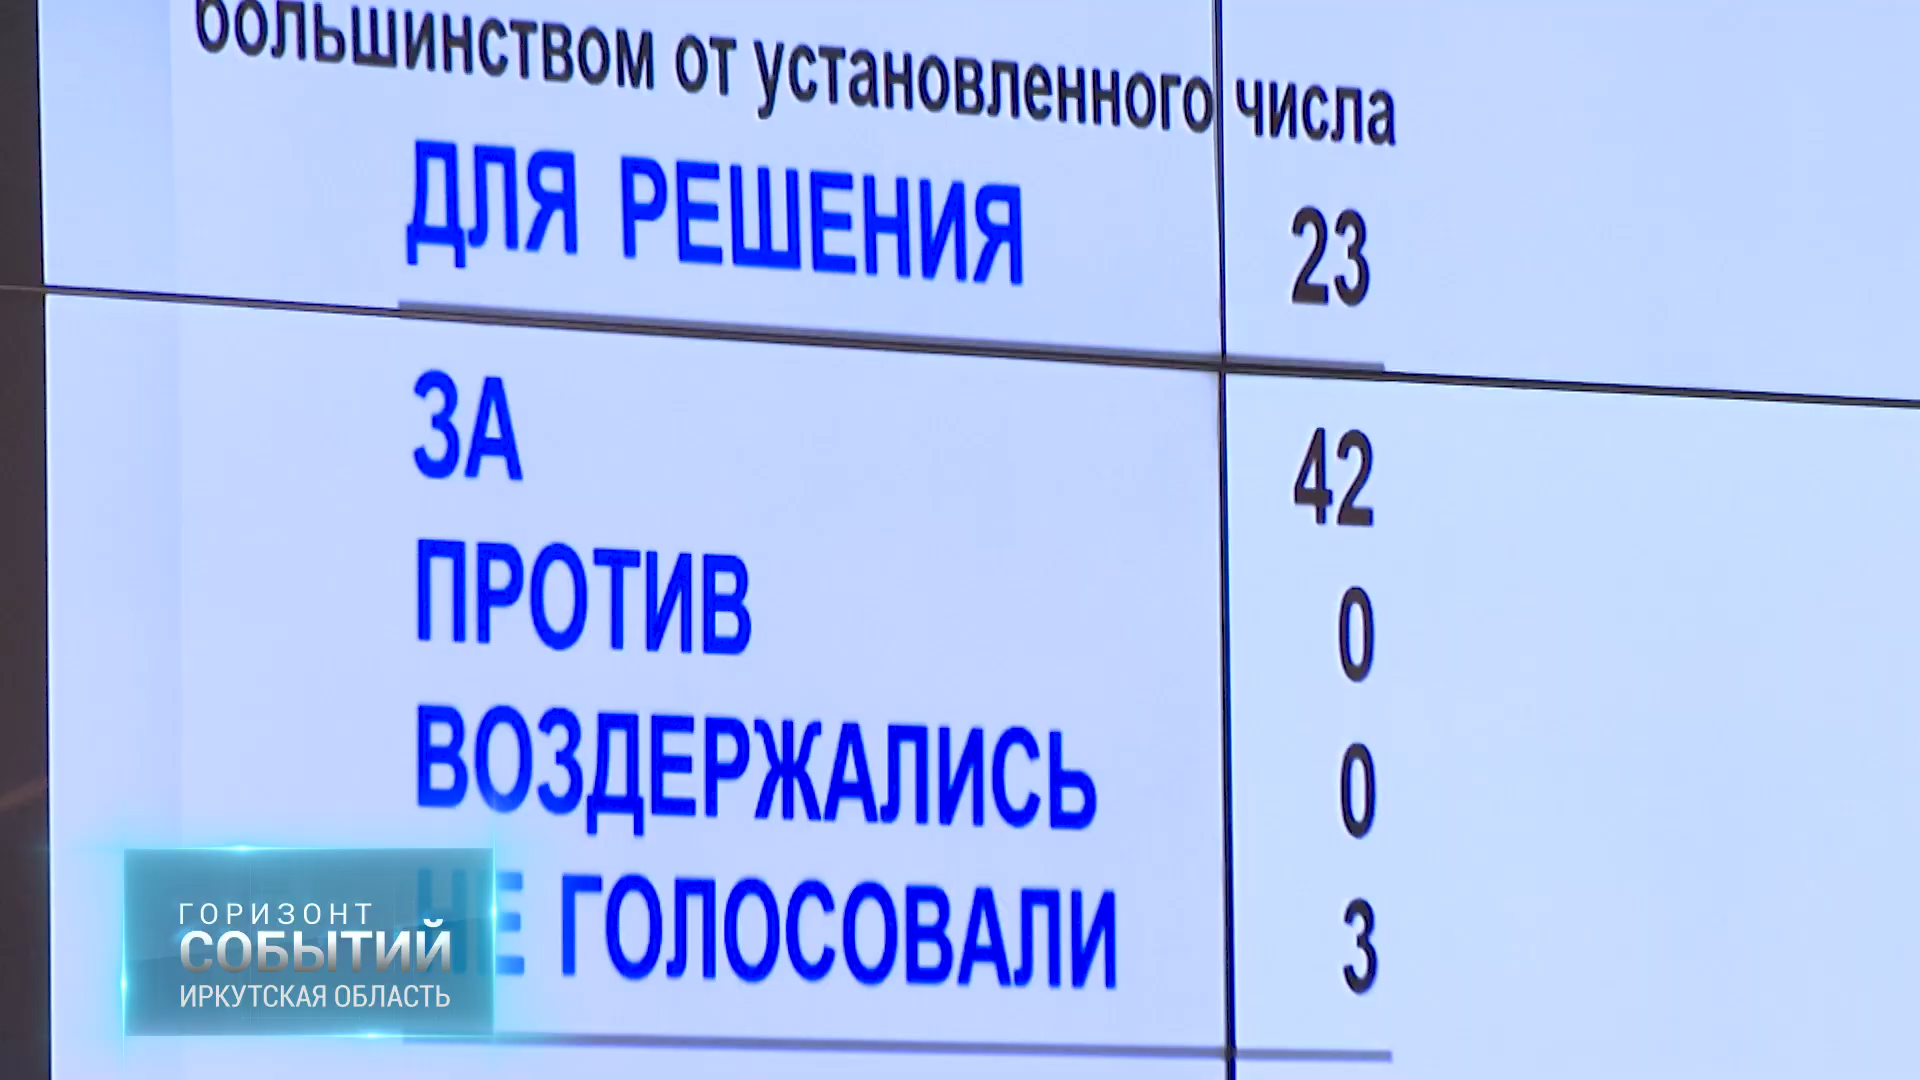 большинством от установленного числа
ДЛЯ РЕШЕНИЯ 23
ЗА 42
ПРОТИВ 0
ВОЗДЕРЖАЛИСЬ 0
НЕ ГОЛОСОВАЛИ 3
ГОРИЗОНТ
СОБЫТИЙ
ИРКУТСКАЯ ОБЛАСТЬ